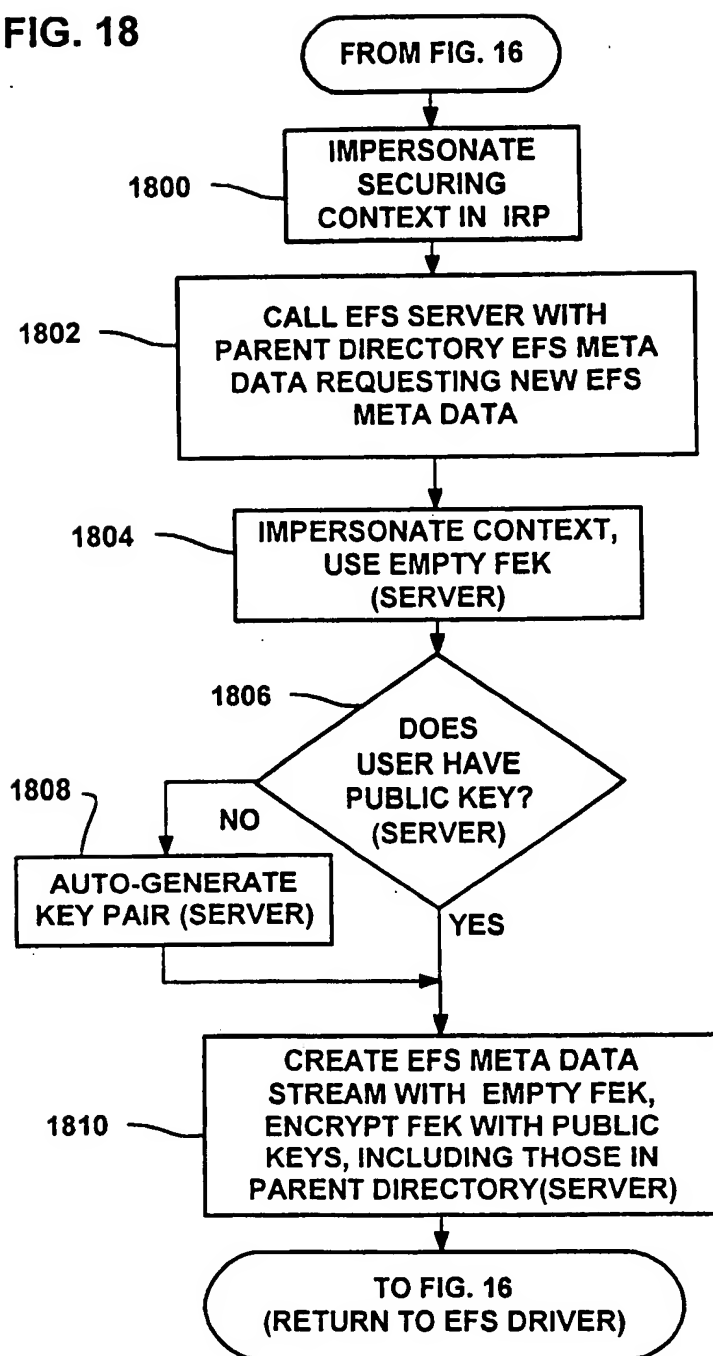 FIG. 18
FROM FIG. 16
1800
IMPERSONATE
SECURING
CONTEXT IN IRP
1802
CALL EFS SERVER WITH
PARENT DIRECTORY EFS META
DATA REQUESTING NEW EFS
META DATA
1804
IMPERSONATE CONTEXT,
USE EMPTY FEK
(SERVER)
1806
DOES
USER HAVE
PUBLIC KEY?
(SERVER)
1808
NO
AUTO-GENERATE
KEY PAIR (SERVER)
YES
1810
CREATE EFS META DATA
STREAM WITH EMPTY FEK,
ENCRYPT FEK WITH PUBLIC
KEYS, INCLUDING THOSE IN
PARENT DIRECTORY(SERVER)
TO FIG. 16
(RETURN TO EFS DRIVER)